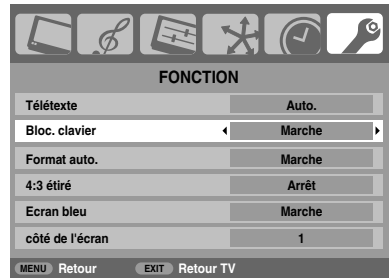 FONCTION
Télétexte Auto.
Bloc. clavier Marche
Format auto. Marche
4:3 étiré Arrêt
Ecran bleu Marche
côté de l'écran 1
MENU Retour EXIT Retour TV